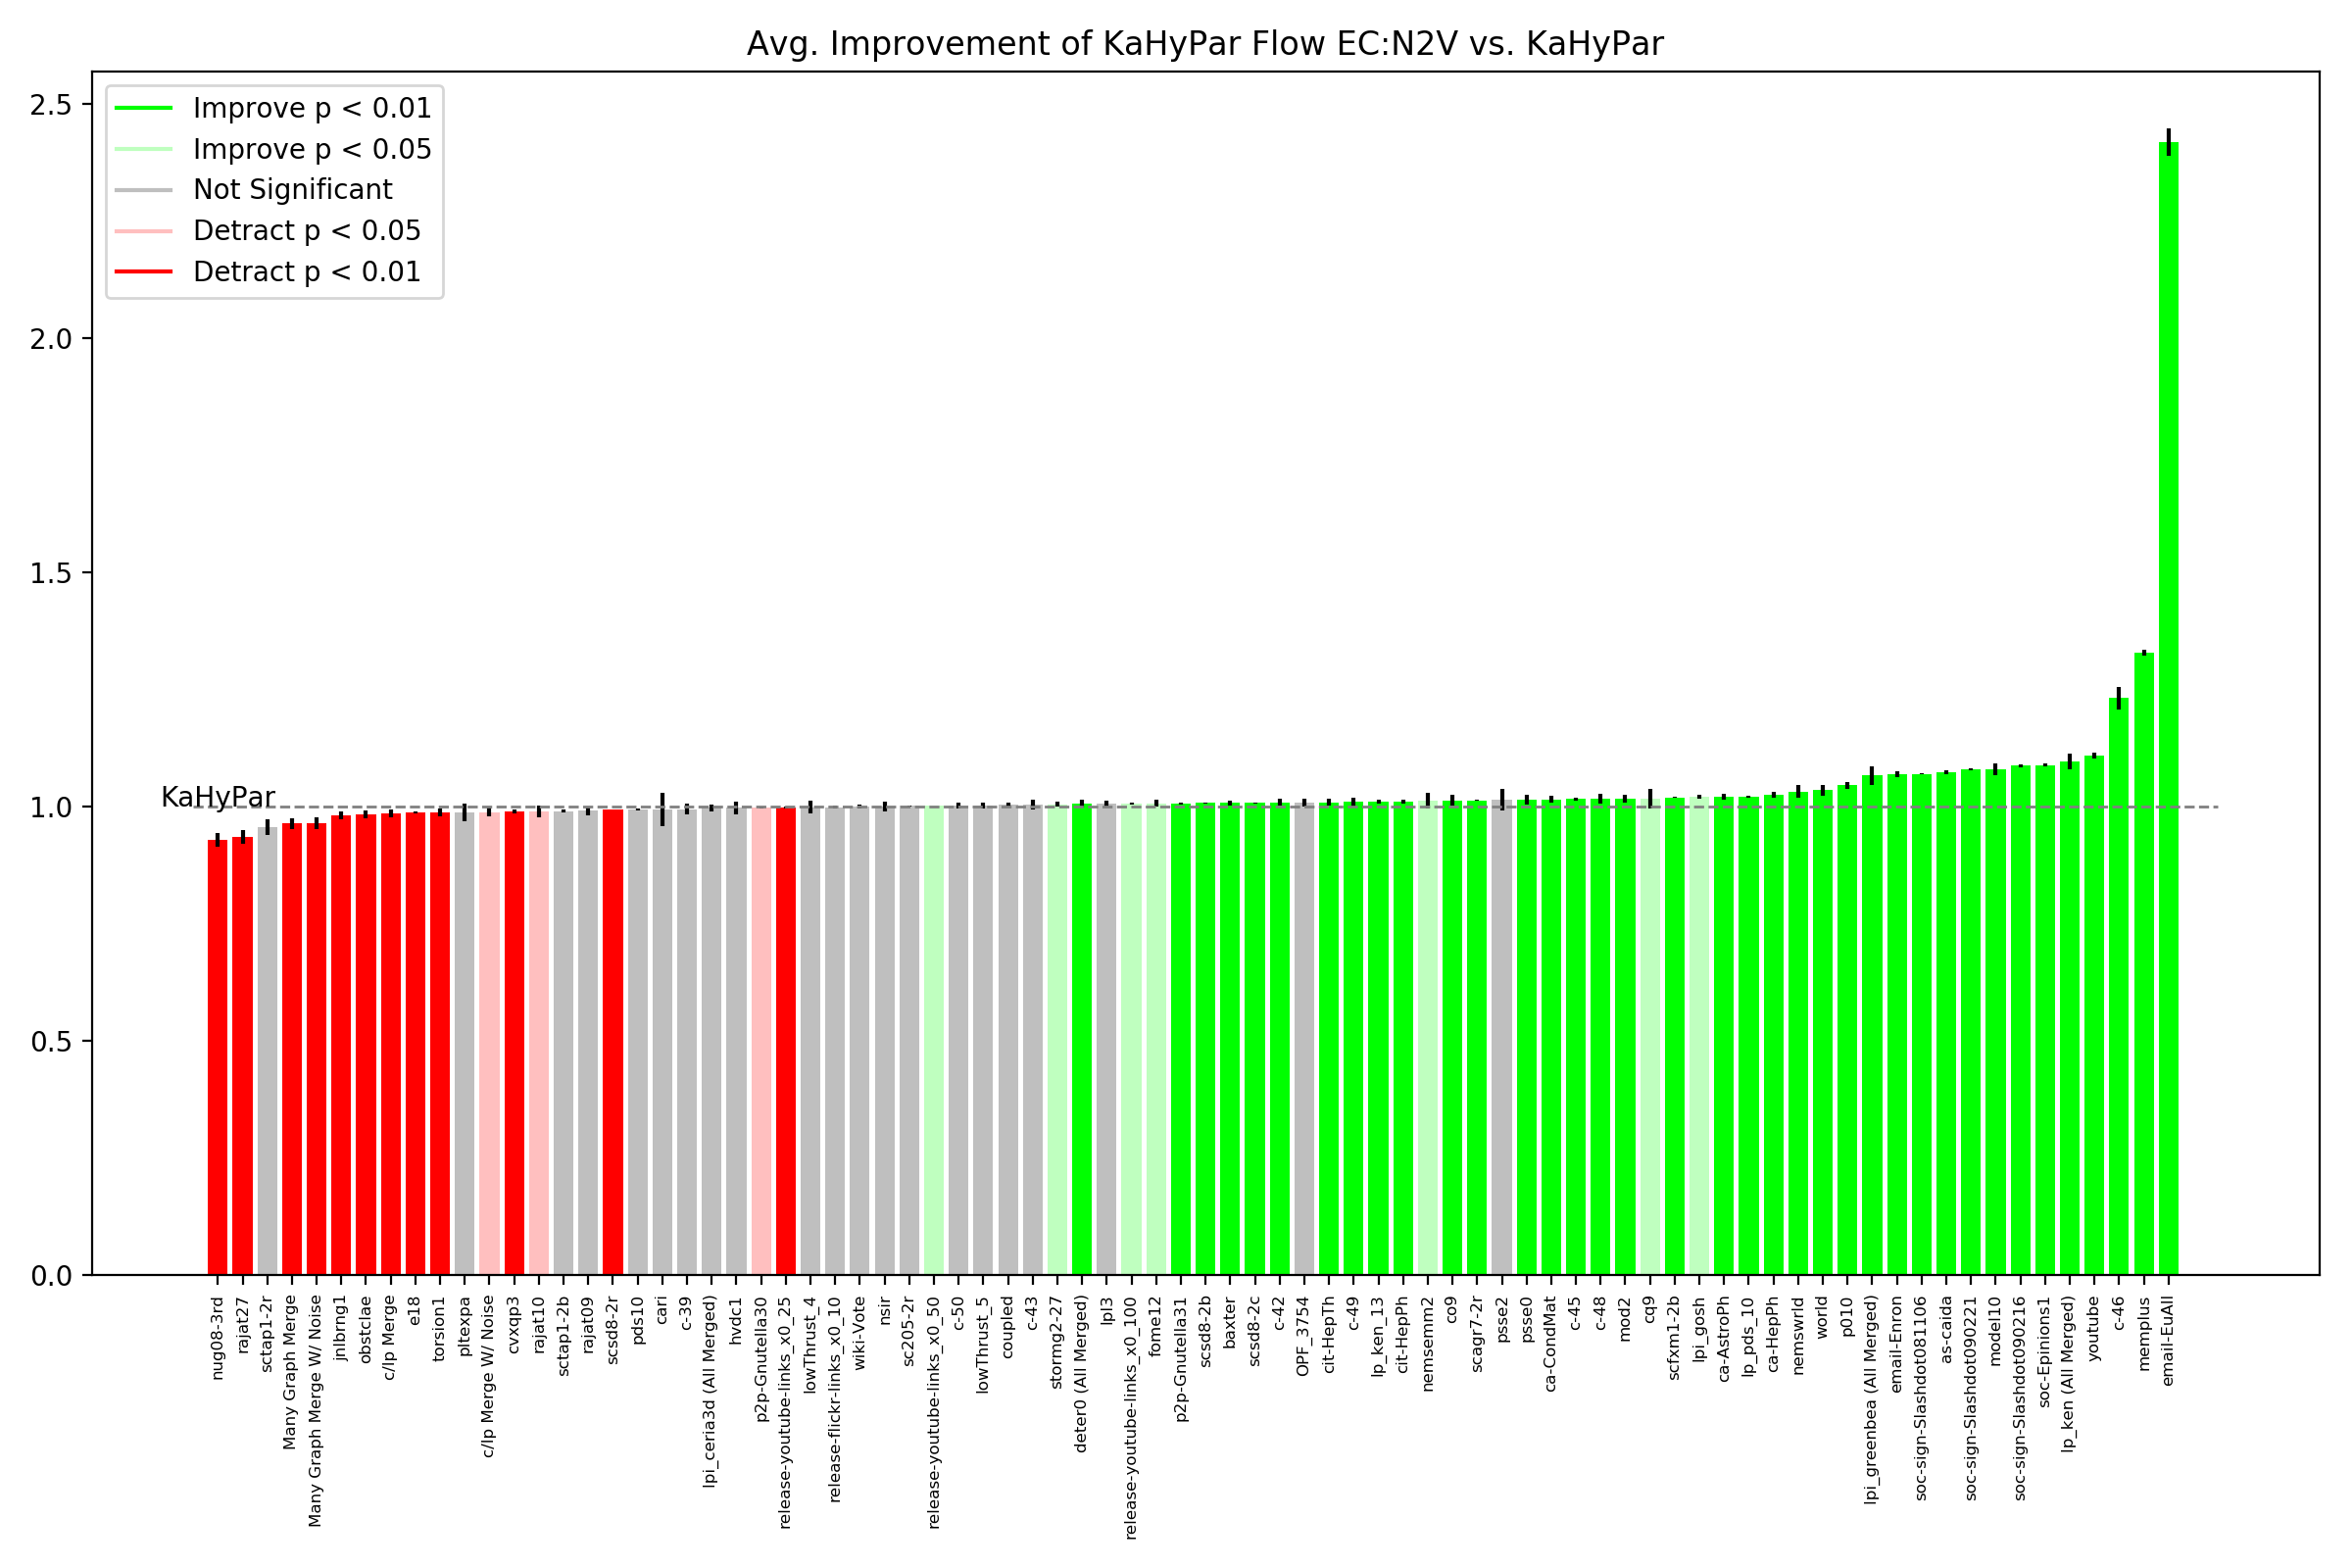 Avg. Improvement of KaHyPar Flow EC:N2V vs. KaHyPar
Improve p < 0.01
Improve p < 0.05
Not Significant
Detract p < 0.05
Detract p < 0.01
2.5
2.0
1.5
1.0
0.5
0.0
KaHyPar
nug08-3rd
rajat27
sctap1-2r
Many Graph Merge
Many Graph Merge W/ Noise
jnlbrng1
obstclae
c/lp Merge
e18
torsion1
pltexpa
c/lp Merge W/ Noise
cvxqp3
rajat10
sctap1-2b
rajat09
scsd8-2r
pds10
cari
c-39
lpi_ceria3d (All Merged)
hvdc1
p2p-Gnutella30
release-youtube-links_x0_25
lowThrust_4
release-flickr-links_x0_10
wiki-Vote
nsir
sc205-2r
release-youtube-links_x0_50
c-50
lowThrust_5
coupled
c-43
stormg2-27
deter0 (All Merged)
lpl3
release-youtube-links_x0_100
fome12
p2p-Gnutella31
scsd8-2b
baxter
scsd8-2c
c-42
OPF_3754
cit-HepTh
c-49
lp_ken_13
cit-HepPh
nemsemm2
co9
scagr7-2r
psse2
psse0
ca-CondMat
c-45
c-48
mod2
cq9
scfxm1-2b
lpi_gosh
ca-AstroPh
lp_pds_10
ca-HepPh
nemswrld
world
p010
lpi_greenbea (All Merged)
email-Enron
soc-sign-Slashdot081106
as-caida
soc-sign-Slashdot090221
model10
soc-sign-Slashdot090216
soc-Epinions1
lp_ken (All Merged)
youtube
c-46
memplus
email-EuAll